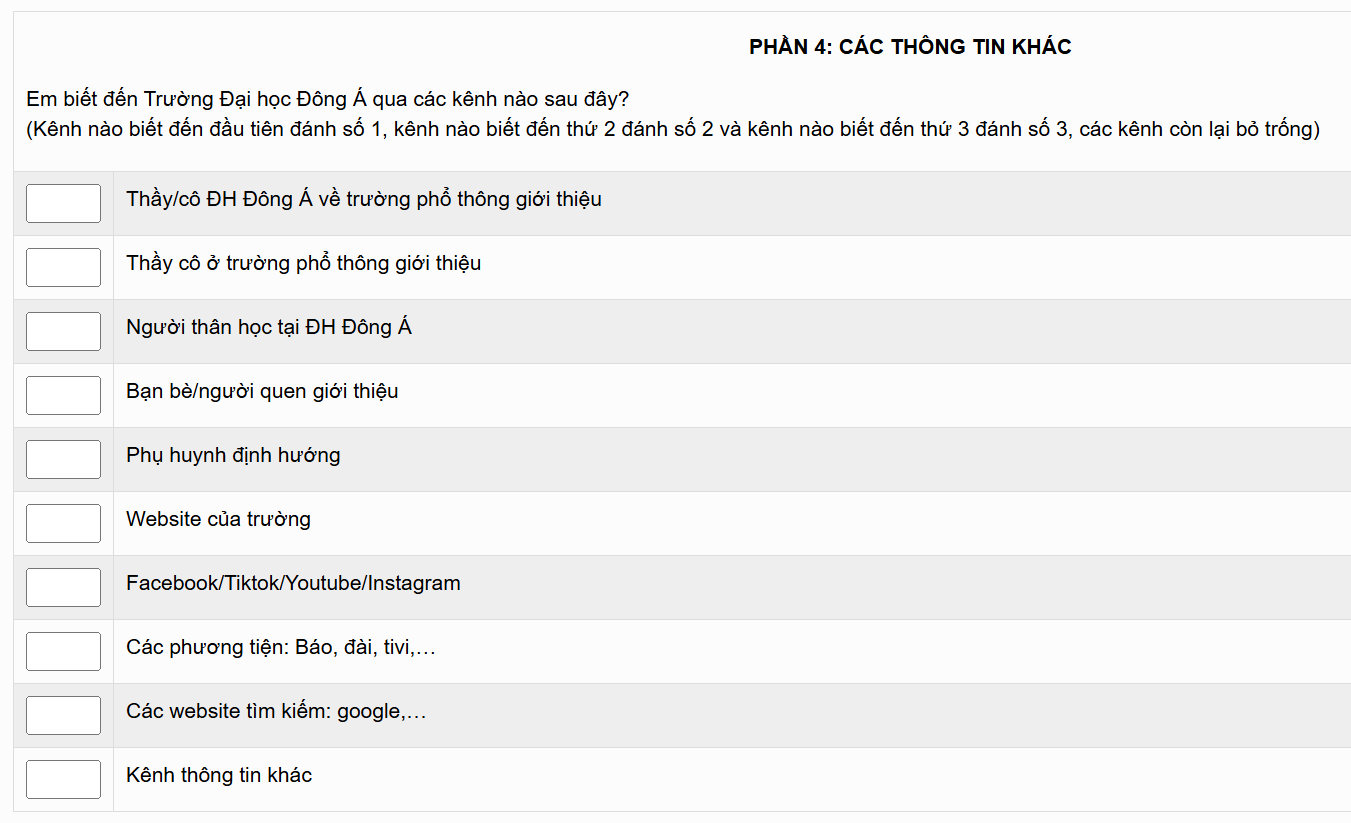 PHẦN 4: CÁC THÔNG TIN KHÁC
Em biết đến Trường Đại học Đông Á qua các kênh nào sau đây?
(Kênh nào biết đến đầu tiên đánh số 1, kênh nào biết đến thứ 2 đánh số 2 và kênh nào biết đến thứ 3 đánh số 3, các kênh còn lại bỏ trống)
Thầy/cô ĐH Đông Á về trường phổ thông giới thiệu
Thầy cô ở trường phổ thông giới thiệu
Người thân học tại ĐH Đông Á
Bạn bè/người quen giới thiệu
Phụ huynh định hướng
Website của trường
Facebook/Tiktok/Youtube/Instagram
Các phương tiện: Báo, đài, tivi,…
Các website tìm kiếm: google,…
Kênh thông tin khác